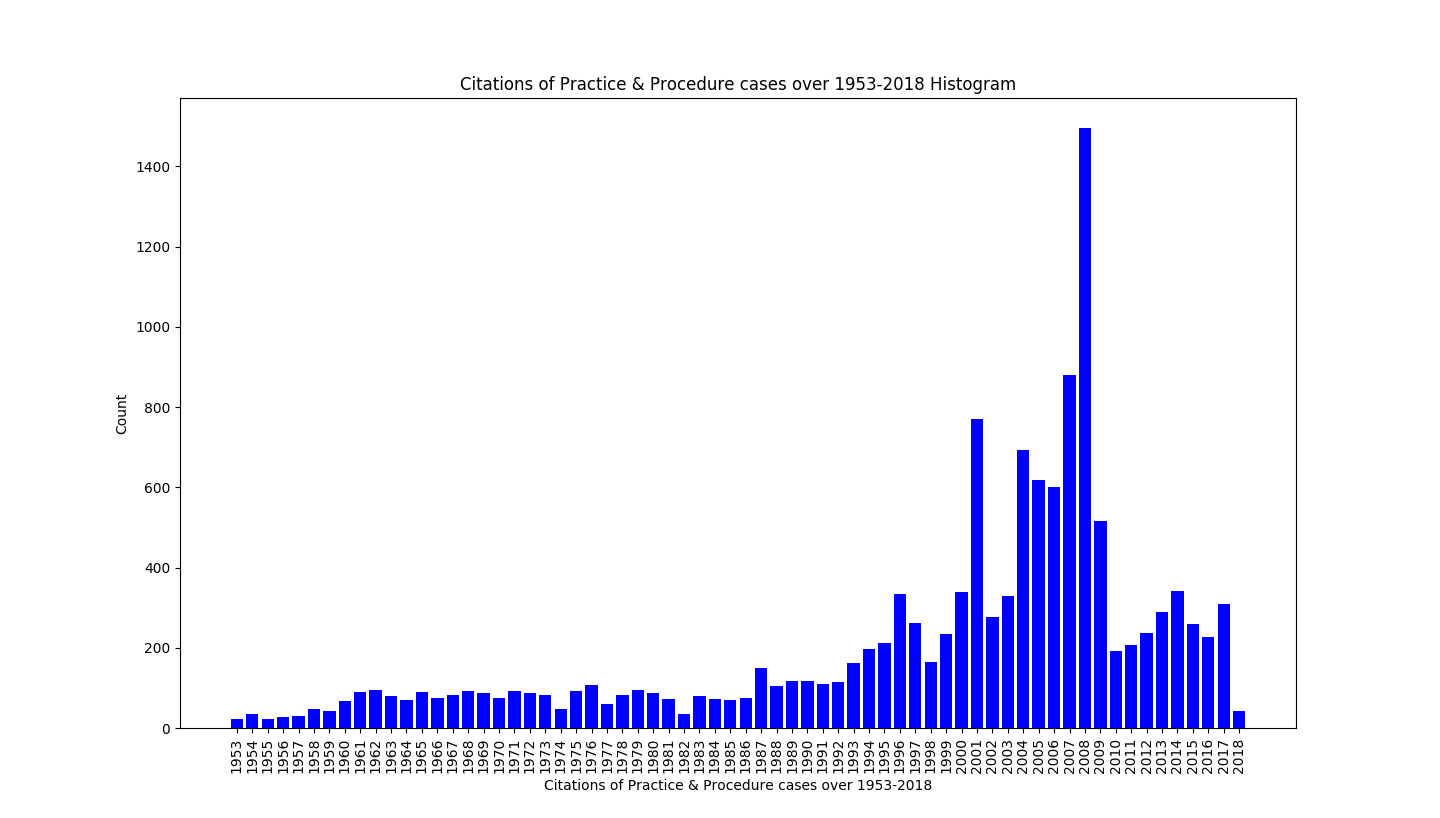 Citations of Practice & Procedure cases over 1953-2018 Histogram
Count
1400
1200
1000
800
600
400
200
0
1953 1954 1955 1956 1957 1958 1959 1960 1961 1962 1963 1964 1965 1966 1967 1968 1969 1970 1971 1972 1973 1974 1975 1976 1977 1978 1979 1980 1981 1982 1983 1984 1985 1986 1987 1988 1989 1990 1991 1992 1993 1994 1995 1996 1997 1998 1999 2000 2001 2002 2003 2004 2005 2006 2007 2008 2009 2010 2011 2012 2013 2014 2015 2016 2017 2018
Citations of Practice & Procedure cases over 1953-2018